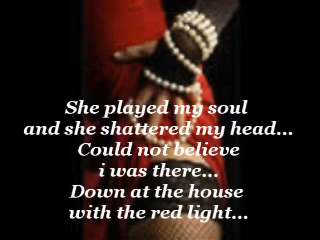 She played my soul
and she shattered my head...
Could not believe
i was there...
Down at the house
with the red light...